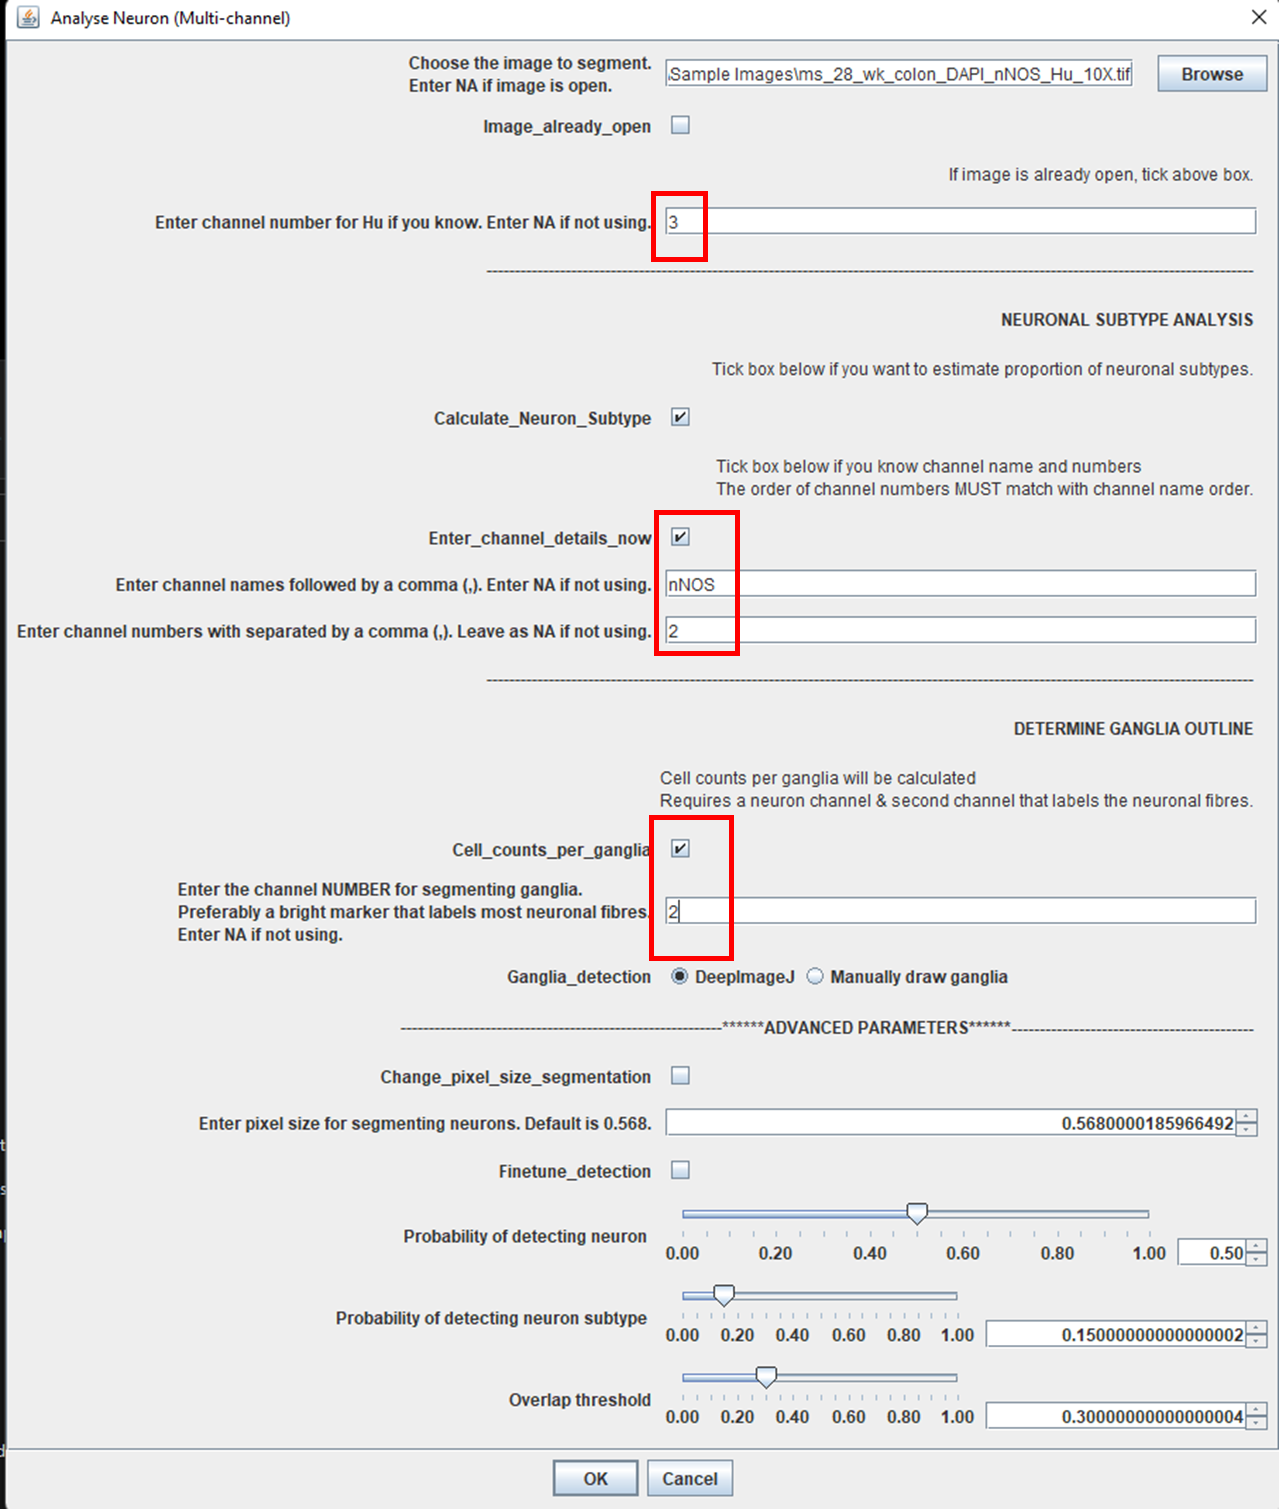 Analyse Neuron (Multi-channel)
Choose the image to segment.
Enter NA if image is open.
Sample Images\ms_28_wk_colon_DAPI_nNOS_Hu_10X.tif
Browse
Image_already_open
If image is already open, tick above box.
Enter channel number for Hu if you know. Enter NA if not using.
3
NEURONAL SUBTYPE ANALYSIS
Tick box below if you want to estimate proportion of neuronal subtypes.
Calculate_Neuron_Subtype
Tick box below if you know channel name and numbers
The order of channel numbers MUST match with channel name order.
Enter_channel_details_now
Enter channel names followed by a comma (,). Enter NA if not using.
nNOS
Enter channel numbers with separated by a comma (,). Leave as NA if not using.
2
DETERMINE GANGLIA OUTLINE
Cell counts per ganglia will be calculated
Requires a neuron channel & second channel that labels the neuronal fibres.
Cell_counts_per_ganglia
Enter the channel NUMBER for segmenting ganglia.
Preferably a bright marker that labels most neuronal fibres.
Enter NA if not using.
2
Ganglia_detection
DeepImageJ
Manually draw ganglia
******ADVANCED PARAMETERS******
Change_pixel_size_segmentation
Enter pixel size for segmenting neurons. Default is 0.568.
0.5680000185966492
Finetune_detection
Probability of detecting neuron
0.00 0.20 0.40 0.60 0.80 1.00
0.50
Probability of detecting neuron subtype
0.00 0.20 0.40 0.60 0.80 1.00
0.15000000000000002
Overlap threshold
0.00 0.20 0.40 0.60 0.80 1.00
0.30000000000000004
OK
Cancel